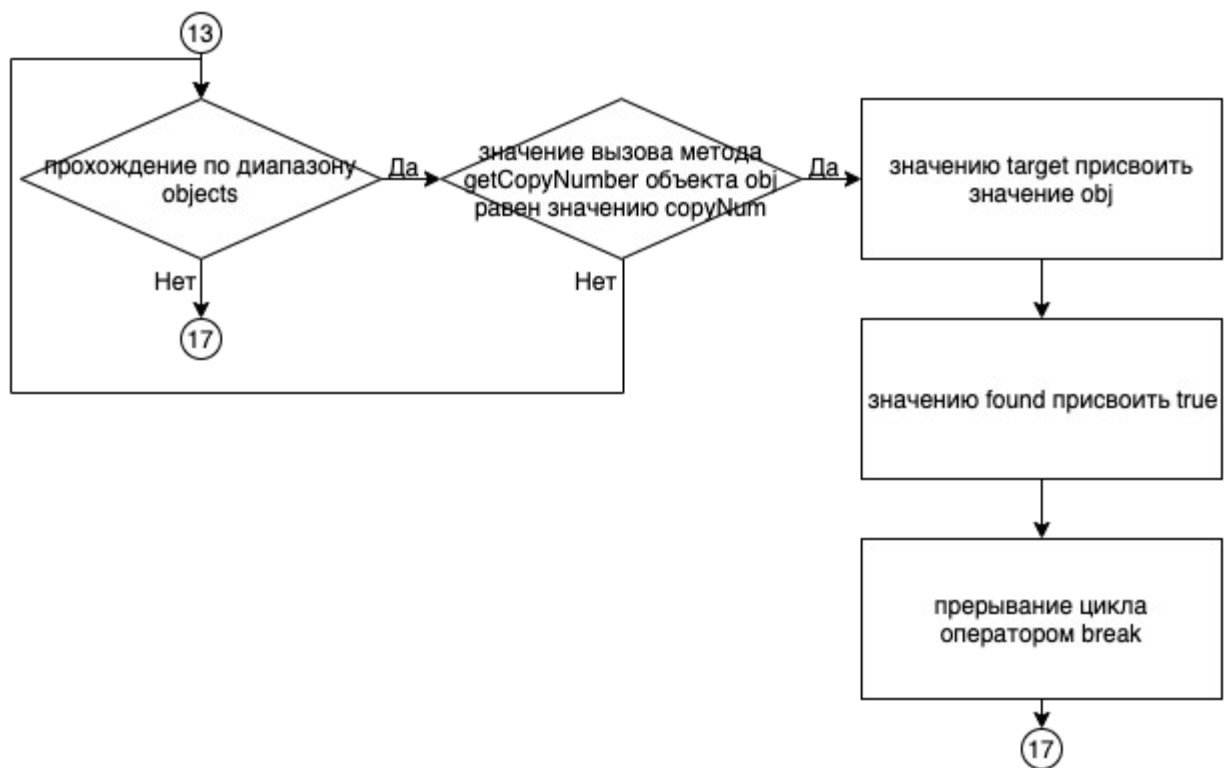 13
прохождение по диапазону
objects
Да
значение вызова метода
getCopyNumber объекта obj
равен значению copyNum
Да
значению target присвоить
значение obj
Нет
17
Нет
значению found присвоить true
прерывание цикла
оператором break
17